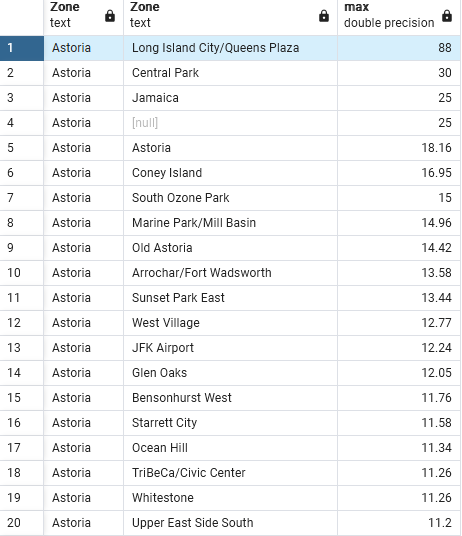 Zone Zone max
text text double precision
1 Astoria Long Island City/Queens Plaza 88
2 Astoria Central Park 30
3 Astoria Jamaica 25
4 Astoria [null] 25
5 Astoria Astoria 18.16
6 Astoria Coney Island 16.95
7 Astoria South Ozone Park 15
8 Astoria Marine Park/Mill Basin 14.96
9 Astoria Old Astoria 14.42
10 Astoria Arrochar/Fort Wadsworth 13.58
11 Astoria Sunset Park East 13.44
12 Astoria West Village 12.77
13 Astoria JFK Airport 12.24
14 Astoria Glen Oaks 12.05
15 Astoria Bensonhurst West 11.76
16 Astoria Starrett City 11.58
17 Astoria Ocean Hill 11.34
18 Astoria TriBeCa/Civic Center 11.26
19 Astoria Whitestone 11.26
20 Astoria Upper East Side South 11.2